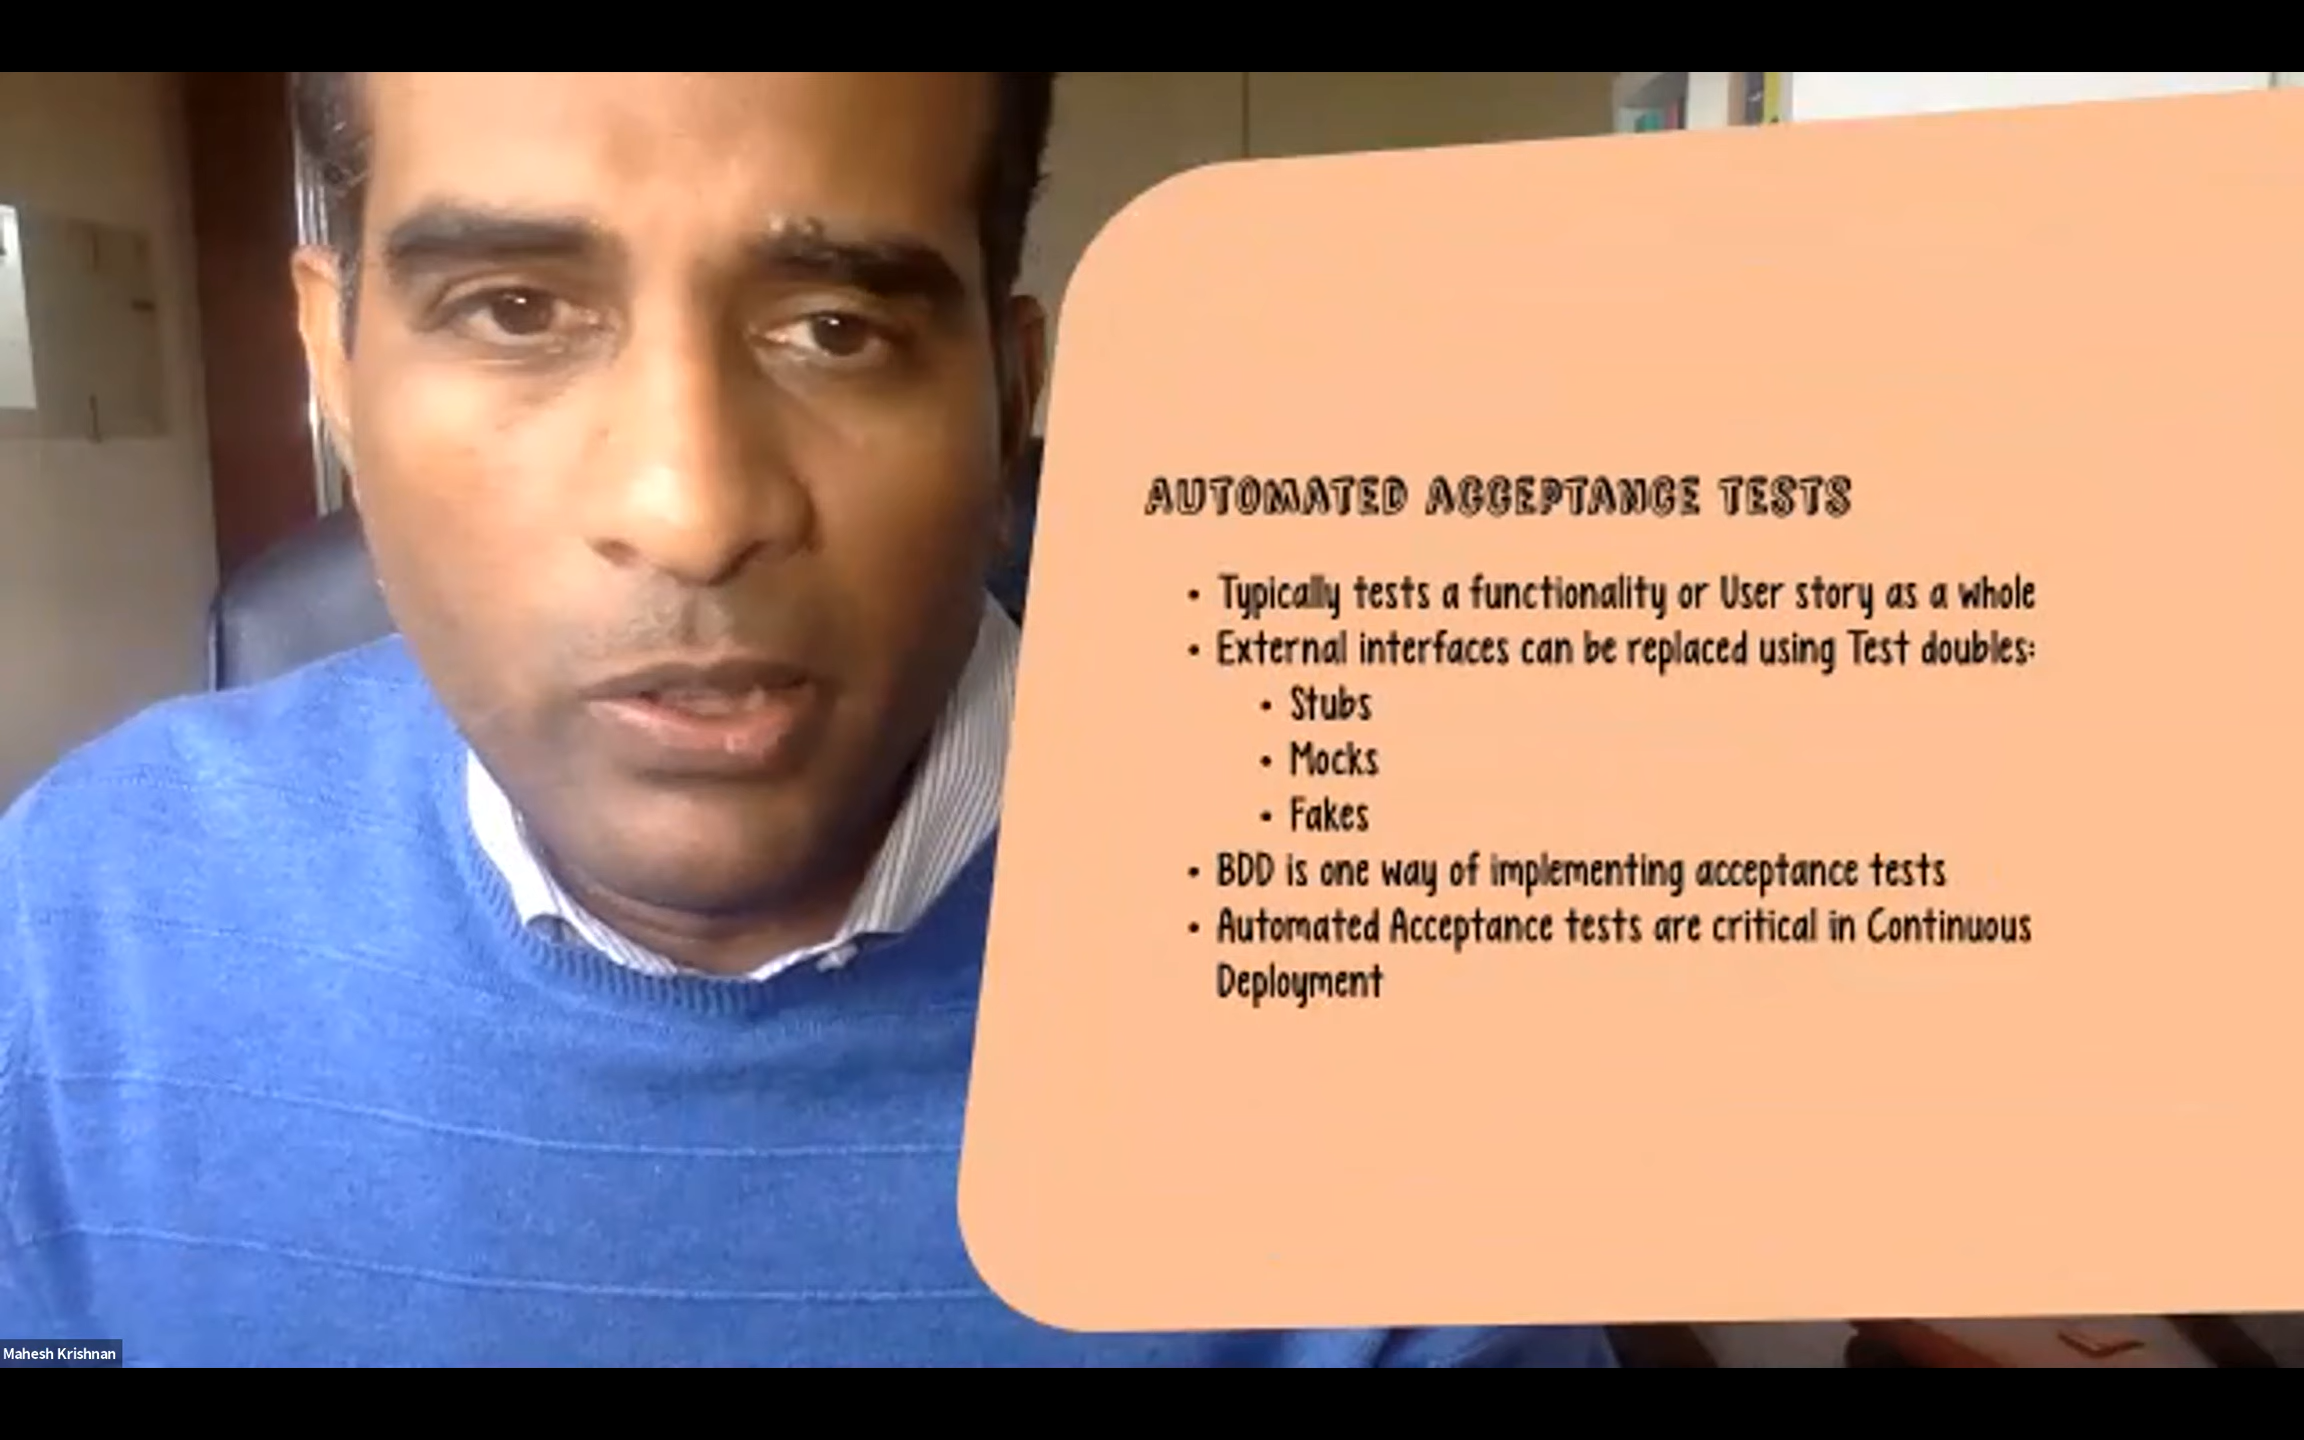 AUTOMATED ACCEPTANCE TESTS
• Typically tests a functionality or User story as a whole
• External interfaces can be replaced using Test doubles:
• Stubs
• Mocks
• Fakes
• BDD is one way of implementing acceptance tests
• Automated Acceptance tests are critical in Continuous
Deployment
Mahesh Krishnan